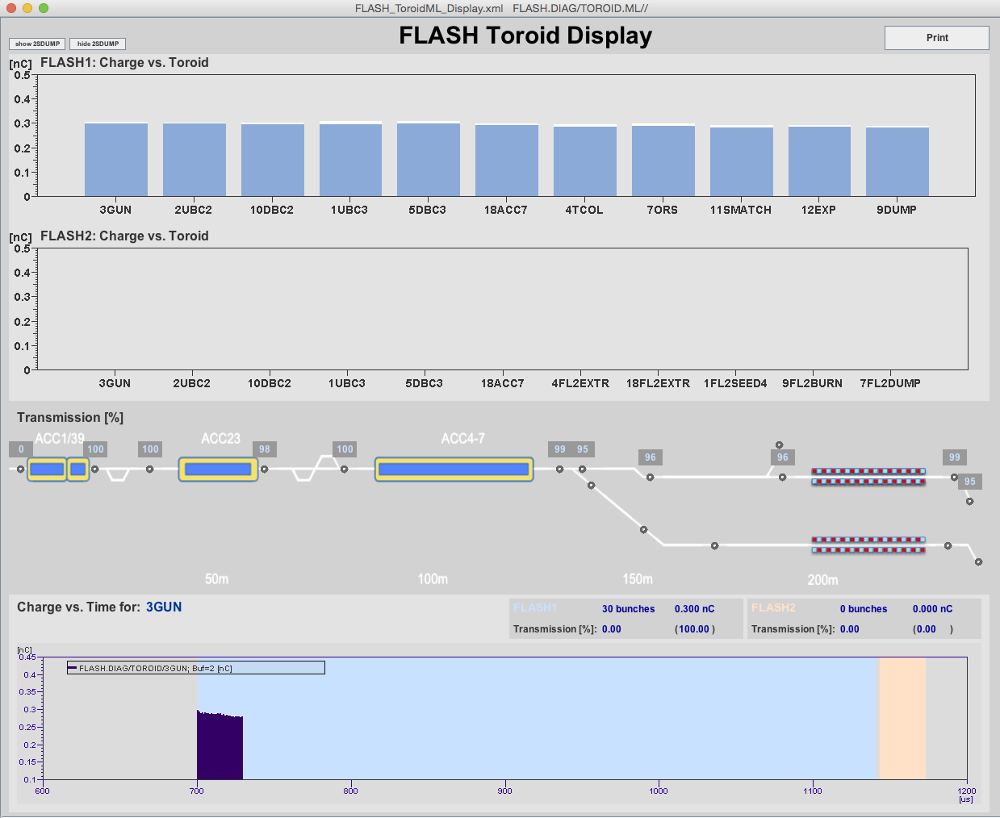 FLASH_ToroidML_Display.xml FLASH.DIAG/TOROID.ML//
FLASH Toroid Display
show 2SDUMP hide 2SDUMP
Print
[nC] FLASH1: Charge vs. Toroid
0.5
0.4
0.3
0.2
0.1
0
3GUN 2UBC2 10DBC2 1UBC3 5DBC3 18ACC7 4TCOL 7ORS 11SMATCH 12EXP 9DUMP
[nC] FLASH2: Charge vs. Toroid
0.5
0.4
0.3
0.2
0.1
0
3GUN 2UBC2 10DBC2 1UBC3 5DBC3 18ACC7 4FL2EXTR 18FL2EXTR 1FL2SEED4 9FL2BURN 7FL2DUMP
Transmission [%]
ACC1/39 ACC23 ACC4-7
0 100 100 98 100 99 95 96 96 99
95
50m 100m 150m 200m
Charge vs. Time for: 3GUN
FLASH1 30 bunches 0.300 nC
Transmission [%]: 0.00 (100.00 )
FLASH2 0 bunches 0.000 nC
Transmission [%]: 0.00 (0.00 )
[nC]
0.45
FLASH.DIAG/TOROID/3GUN; Buf=2 [nC]
0.4
0.35
0.3
0.25
0.2
0.15
0.1
600 700 800 900 1000 1100 1200
[us]